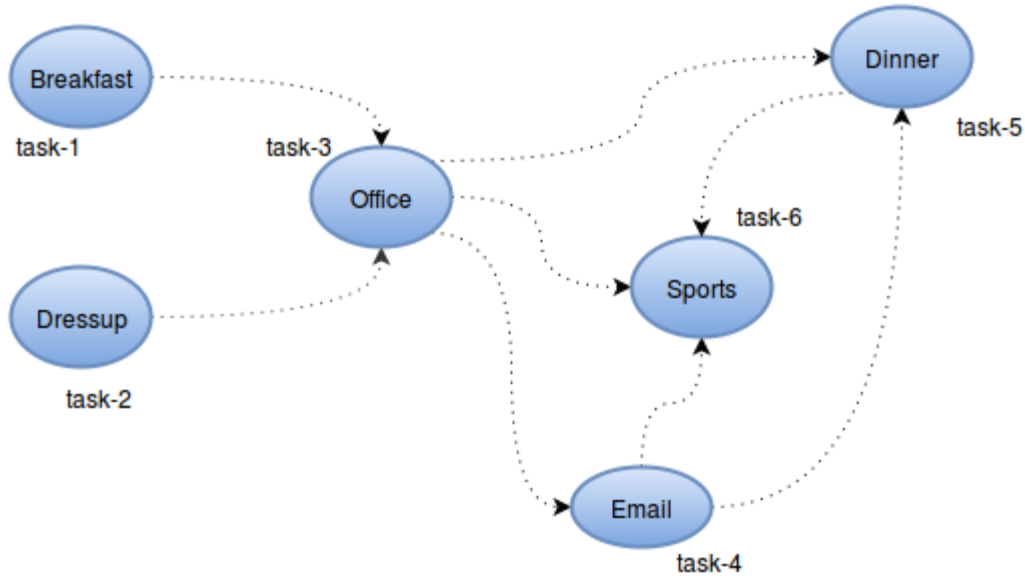 Breakfast
task-1
Dressup
task-2
task-3
Office
Dinner
task-5
task-6
Sports
Email
task-4